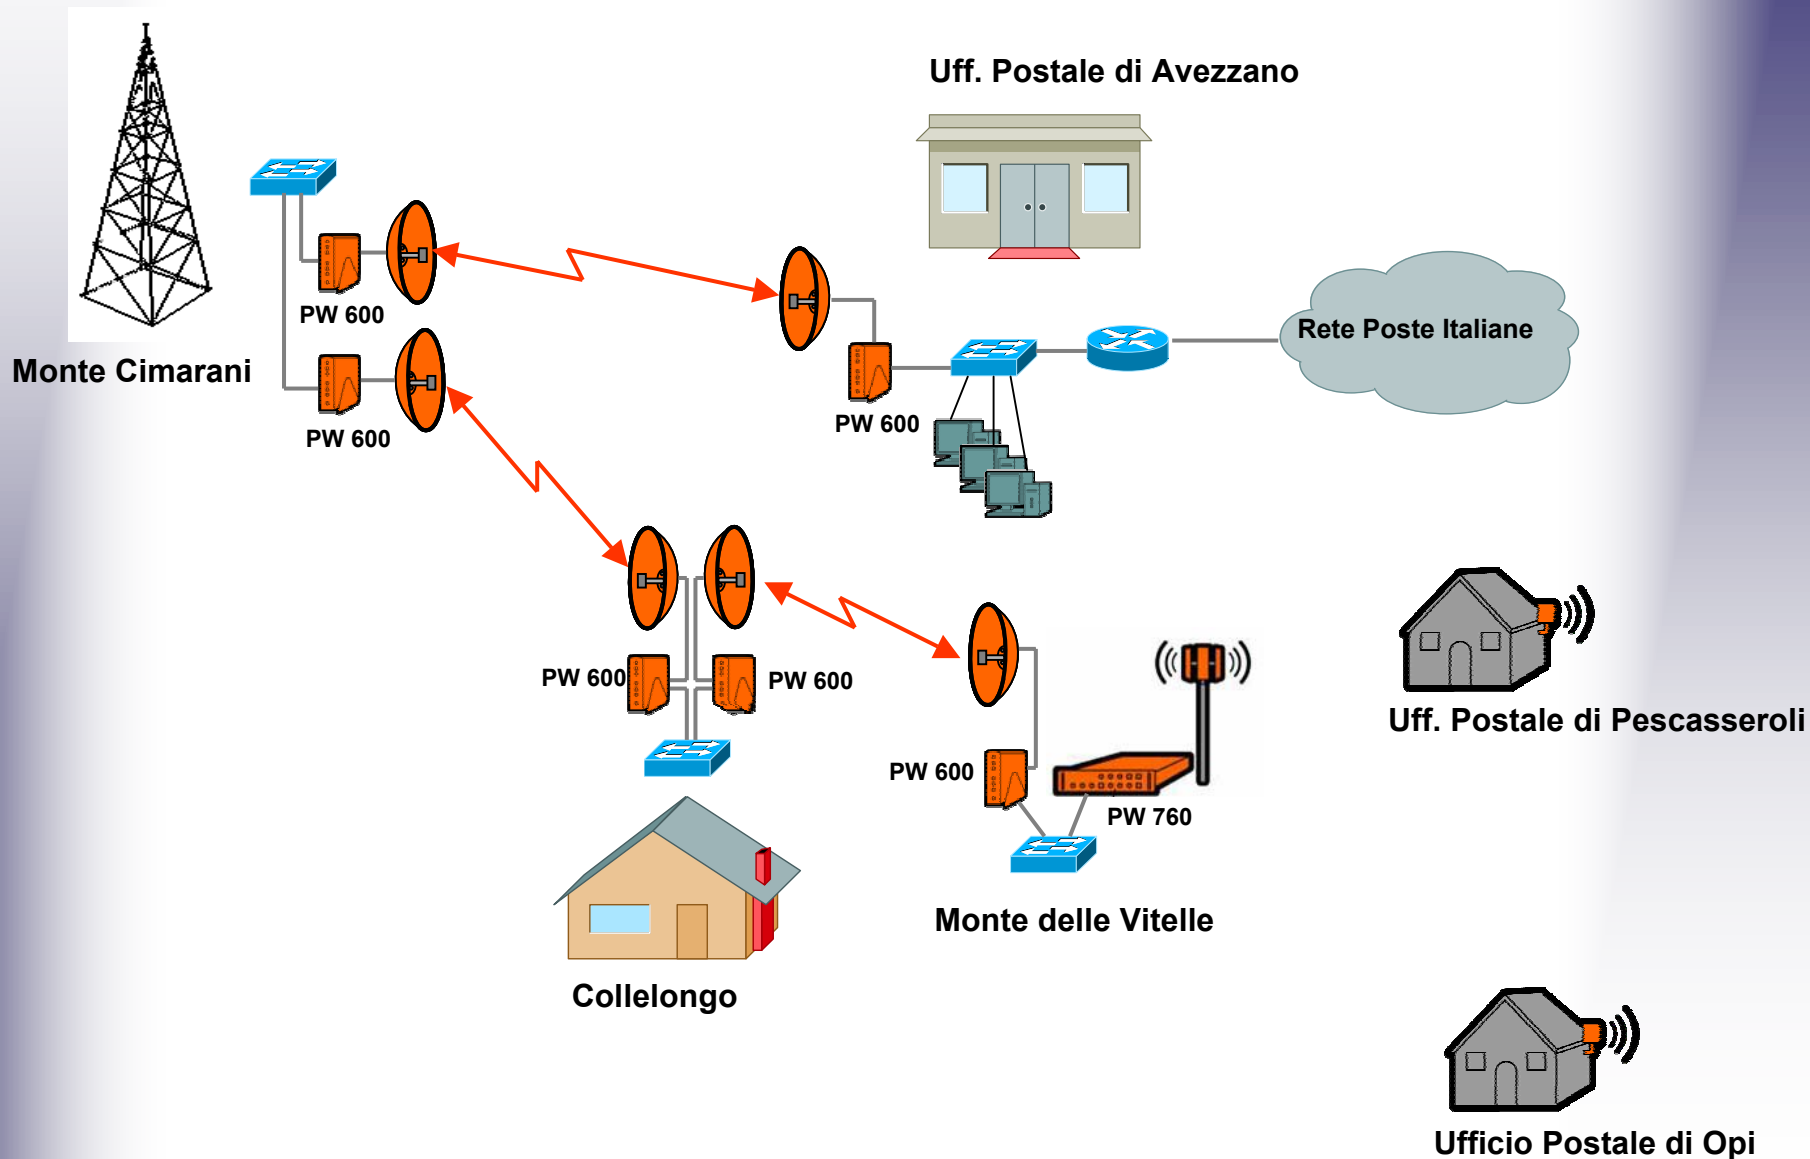 Uff. Postale di Avezzano
PW 600
Rete Poste Italiane
Monte Cimarani
PW 600
PW 600
PW 600
PW 600
Uff. Postale di Pescasseroli
PW 600
PW 760
Monte delle Vitelle
Collelongo
Ufficio Postale di Opi